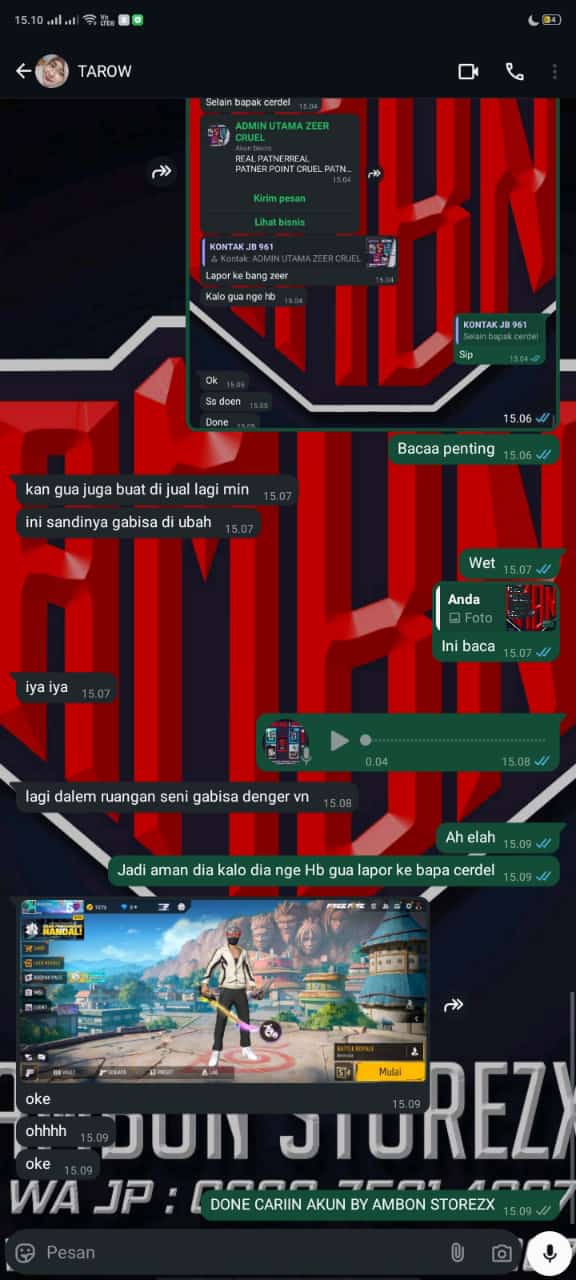 15.10
TAROW
Selain bapak cerdel 15.04
ADMIN UTAMA ZEER
CRUEL
Akun bisnis
REAL PATNERREAL
PATNER POINT CRUEL PATN...
15.04
Kirim pesan
Lihat bisnis
KONTAK JB 961
Kontak: ADMIN UTAMA ZEER CRUEL
Lapor ke bang zeer 15.04
Kalo gua nge hb 15.04
KONTAK JB 961
Selain bapak cerdel
Sip 15.04
Ok 15.05
Ss doen 15.05
Done 15.05
15.06
Bacaa penting 15.06
kan gua juga buat di jual lagi min 15.07
ini sandinya gabisa di ubah 15.07
Wet 15.07
Anda
Foto
Ini baca 15.07
iya iya 15.07
0.04 15.08
lagi dalem ruangan seni gabisa denger vn 15.08
Ah elah 15.09
Jadi aman dia kalo dia nge Hb gua lapor ke bapa cerdel 15.09
HANDAL!
FREE FIRE
SHOP
LUCK ROYALE
EVENT
VAULT
PRESET
BATTLE ROYALE
Mulai
oke 15.09
ohhhh 15.09
oke 15.09
AMBON STOREZX
WA JP :
DONE CARIIN AKUN BY AMBON STOREZX 15.09
Pesan